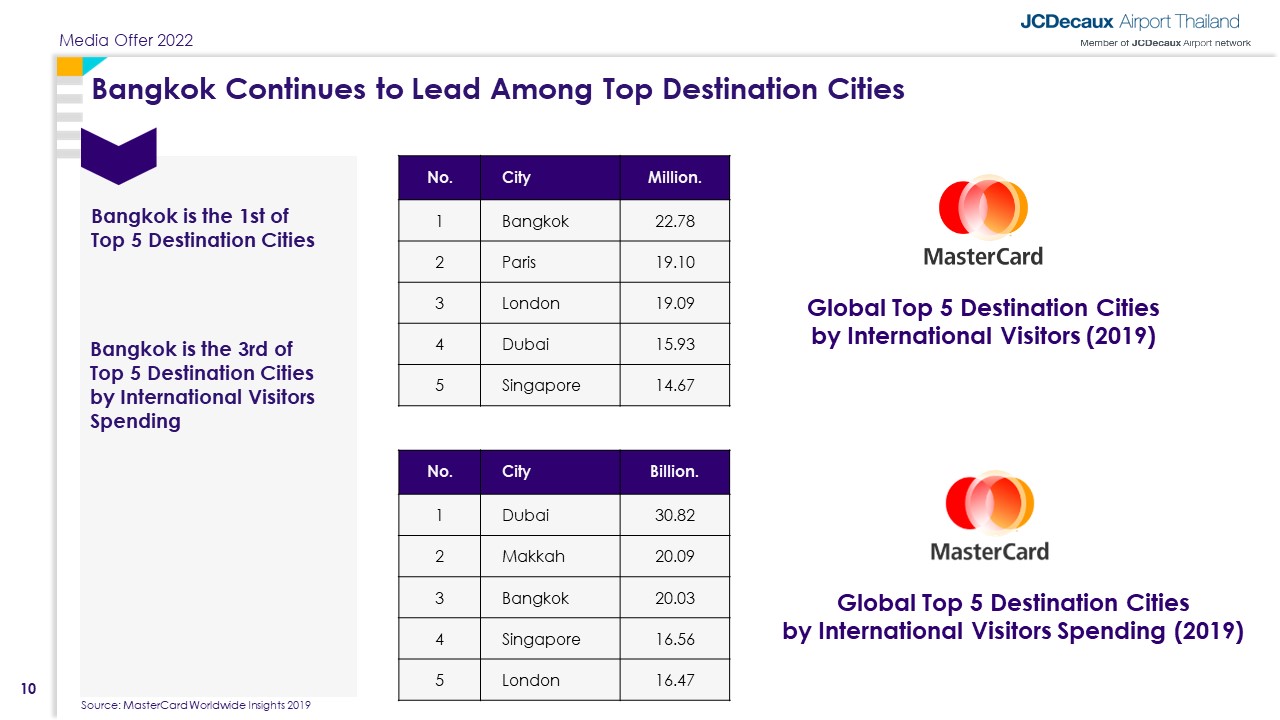 Media Offer 2022
JCDecaux Airport Thailand
Member of JCDecaux Airport network
Bangkok Continues to Lead Among Top Destination Cities
Bangkok is the 1st of
Top 5 Destination Cities
Bangkok is the 3rd of
Top 5 Destination Cities
by International Visitors
Spending
No. City Million.
1 Bangkok 22.78
2 Paris 19.10
3 London 19.09
4 Dubai 15.93
5 Singapore 14.67
MasterCard
Global Top 5 Destination Cities
by International Visitors (2019)
No. City Billion.
1 Dubai 30.82
2 Makkah 20.09
3 Bangkok 20.03
4 Singapore 16.56
5 London 16.47
MasterCard
Global Top 5 Destination Cities
by International Visitors Spending (2019)
10
Source: MasterCard Worldwide Insights 2019